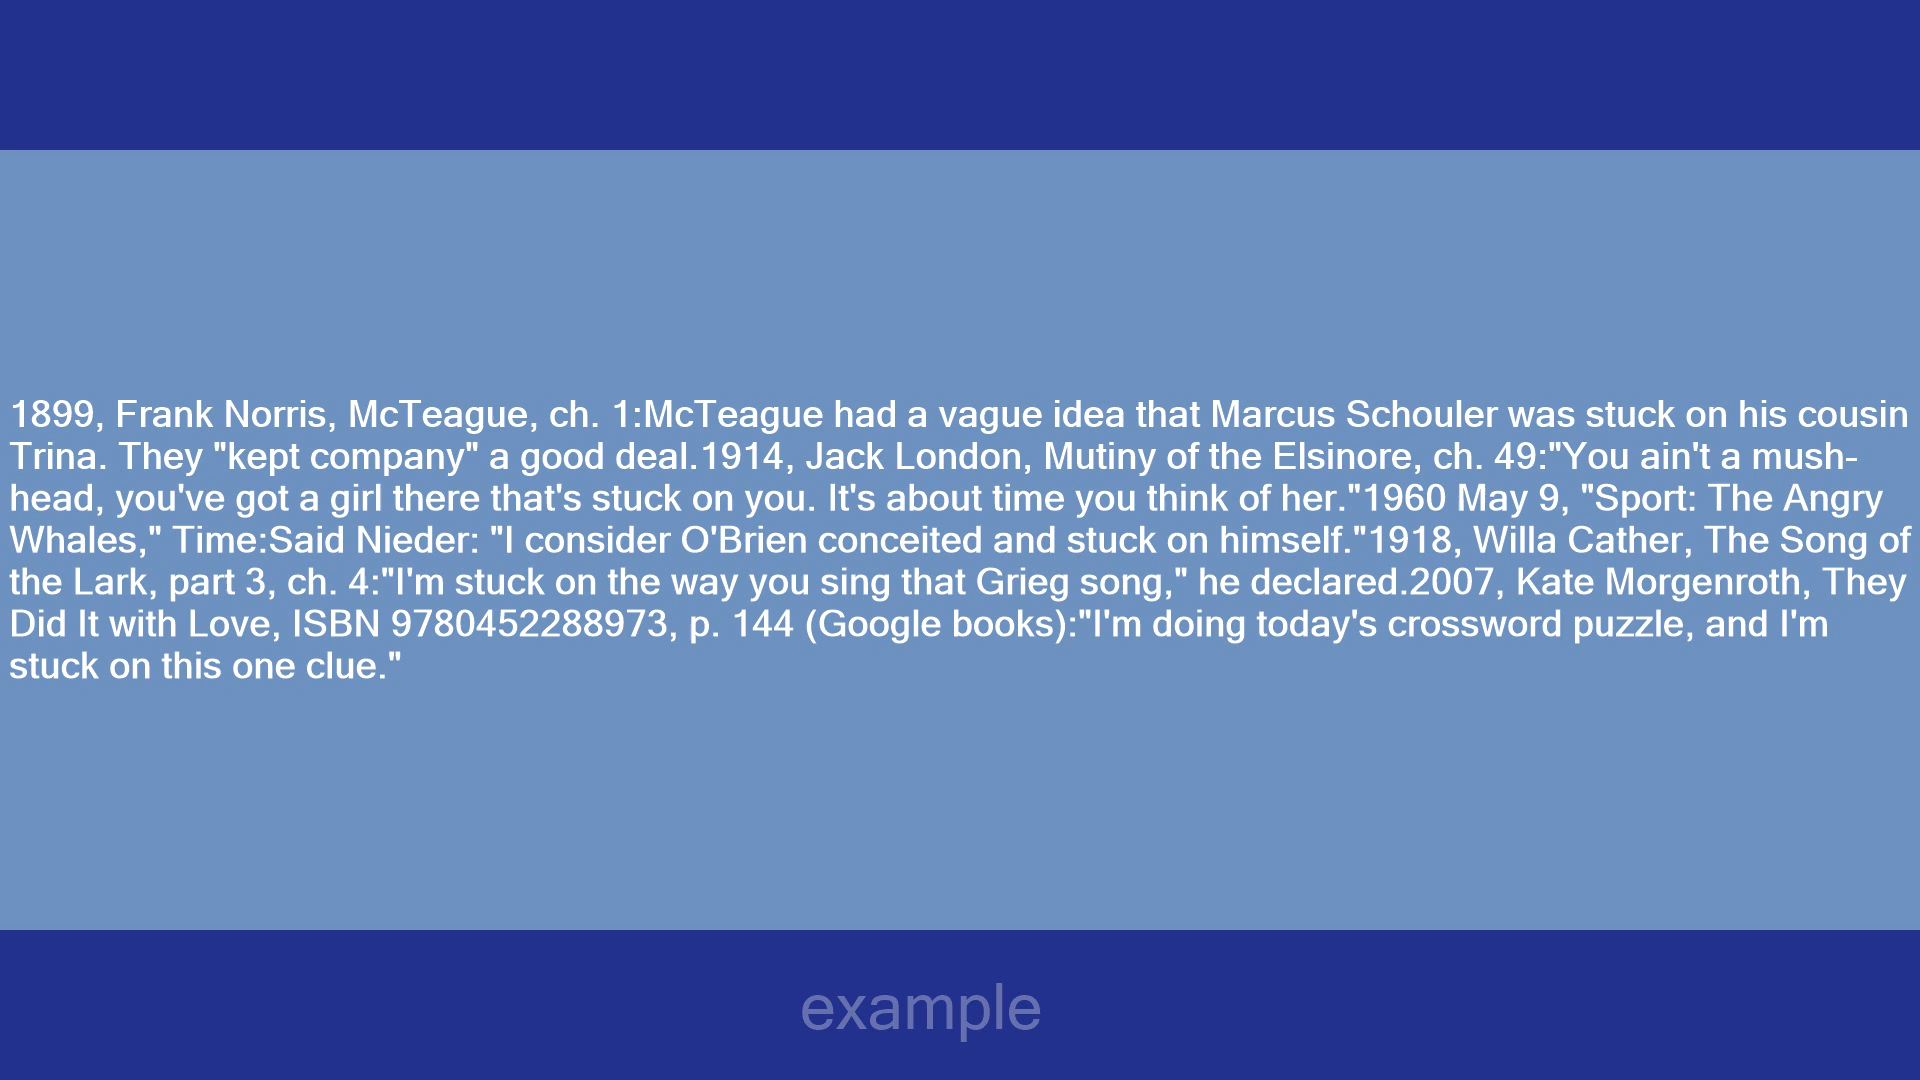 1899, Frank Norris, McTeague, ch. 1:McTeague had a vague idea that Marcus Schouler was stuck on his cousin
Trina. They "kept company" a good deal.1914, Jack London, Mutiny of the Elsinore, ch. 49:"You ain't a mush-
head, you've got a girl there that's stuck on you. It's about time you think of her."1960 May 9, "Sport: The Angry
Whales," Time:Said Nieder: "I consider O'Brien conceited and stuck on himself."1918, Willa Cather, The Song of
the Lark, part 3, ch. 4:"I'm stuck on the way you sing that Grieg song," he declared.2007, Kate Morgenroth, They
Did It with Love, ISBN 9780452288973, p. 144 (Google books):"I'm doing today's crossword puzzle, and I'm
stuck on this one clue."
example